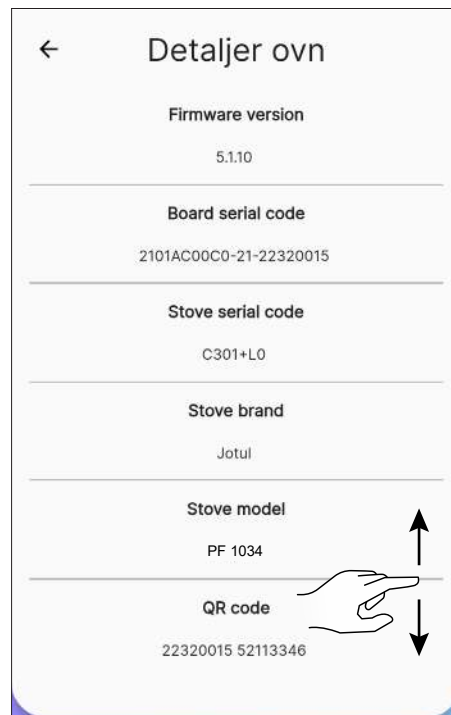 Detaljer ovn
Firmware version
5.1.10
Board serial code
2101AC00C0-21-22320015
Stove serial code
C301+L0
Stove brand
Jotul
Stove model
PF 1034
QR code
22320015 52113346